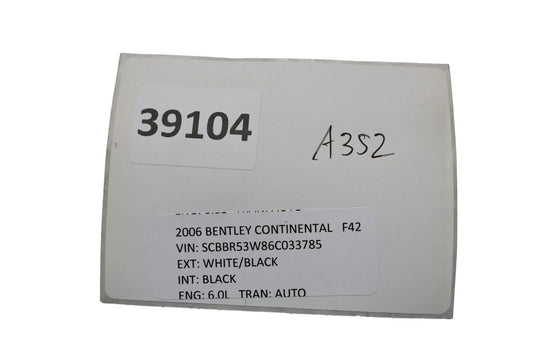 39104
A352
2006 BENTLEY CONTINENTAL F42
VIN: SCBBR53W86C033785
EXT: WHITE/BLACK
INT: BLACK
ENG: 6.0L TRAN: AUTO